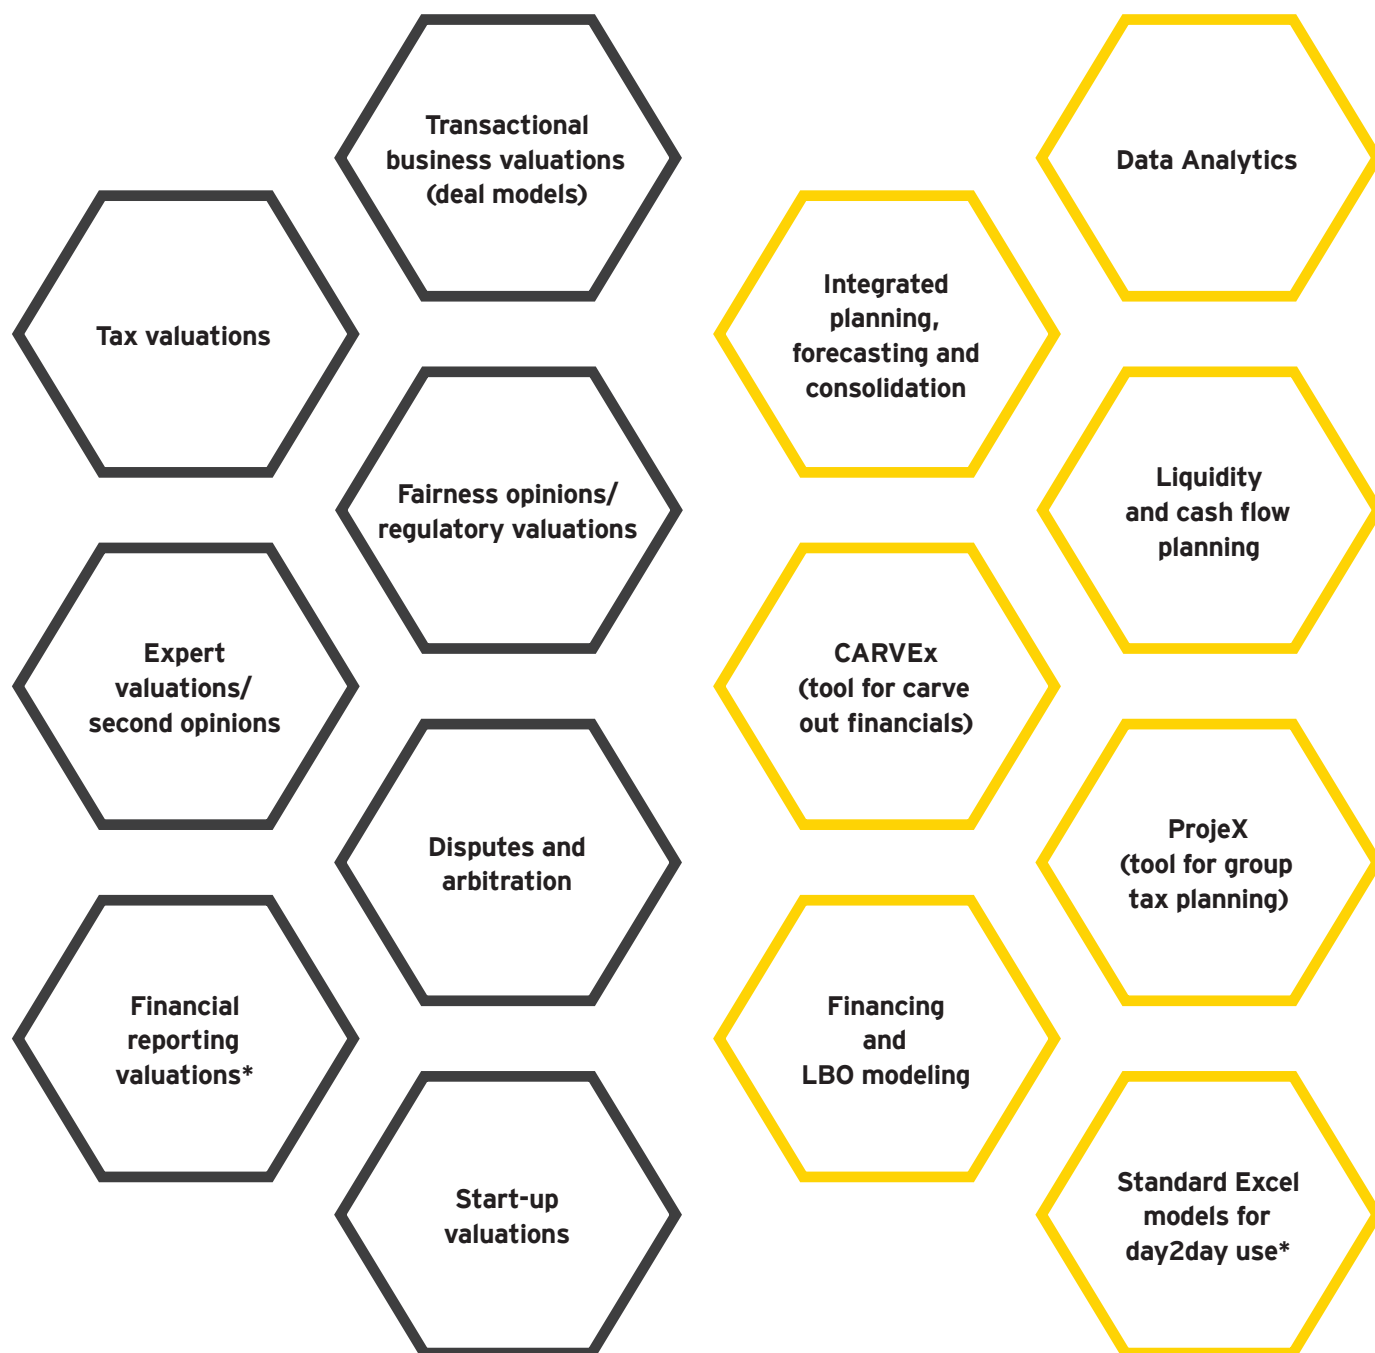 Transactional
business valuations
(deal models)
Tax valuations
Fairness opinions/
regulatory valuations
Expert
valuations/
second opinions
Disputes and
arbitration
Financial
reporting
valuations*
Start-up
valuations
Data Analytics
Integrated
planning,
forecasting and
consolidation
Liquidity
and cash flow
planning
CARVEx
(tool for carve
out financials)
ProjeX
(tool for group
tax planning)
Financing
and
LBO modeling
Standard Excel
models for
day2day use*